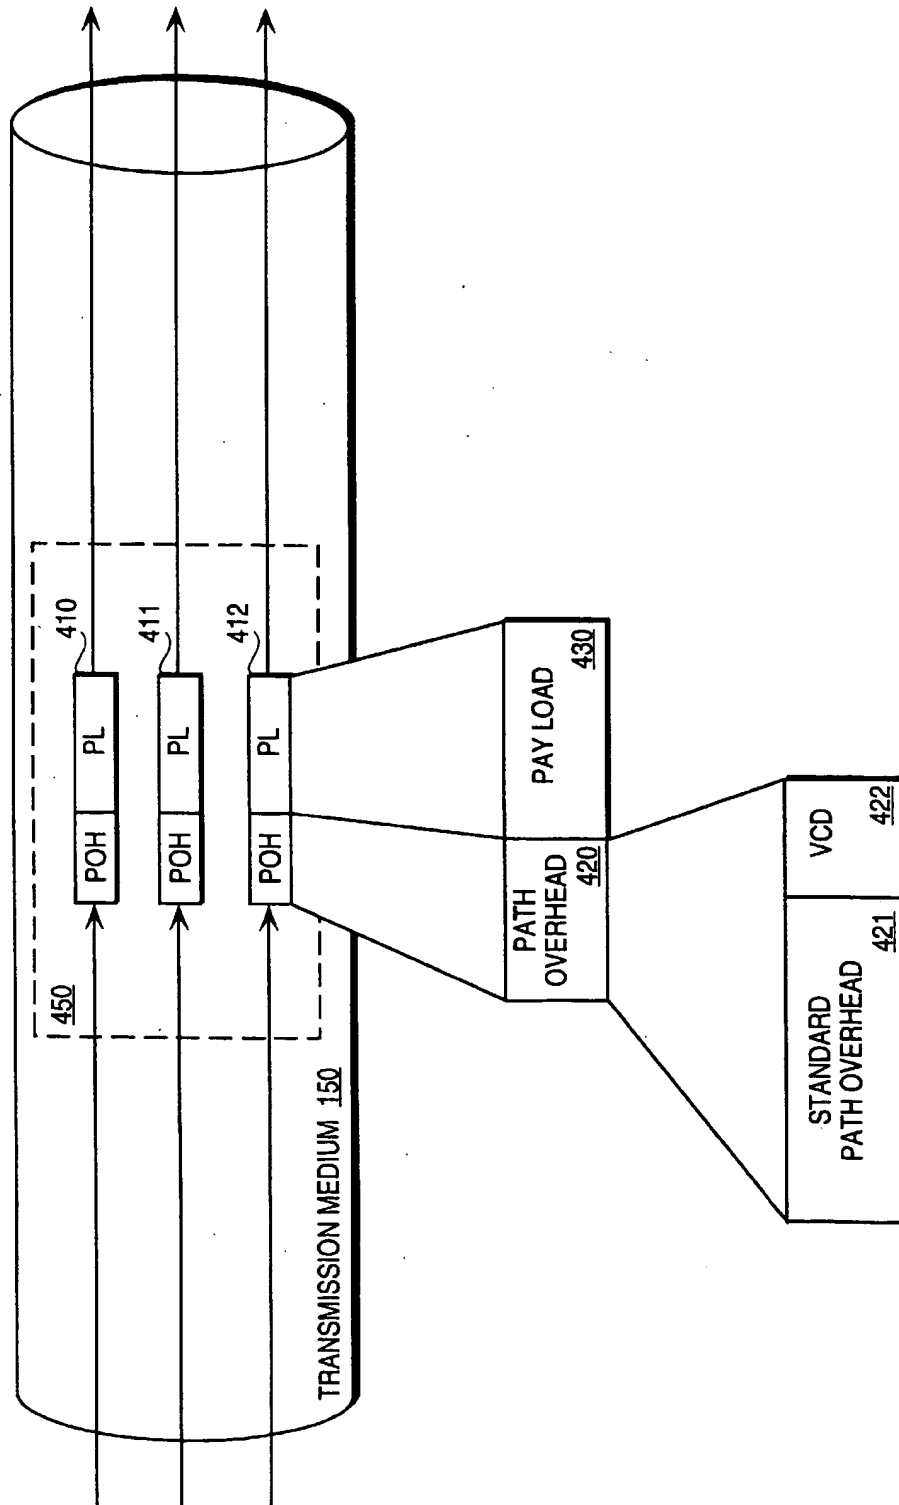 410
POH PL
411
POH PL
412
POH PL
450
TRANSMISSION MEDIUM 150
PATH
OVERHEAD
420
PAY LOAD
430
STANDARD
PATH OVERHEAD
421
VCD
422